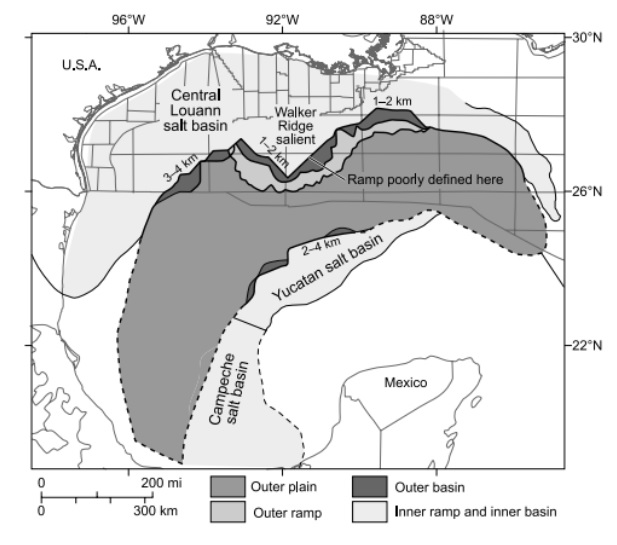 96°W
92°W
88°W
30°N
U.S.A.
Central
Louann
salt basin
Walker
Ridge
salient
1–2 km
1–2 km
3–4 km
Ramp poorly defined here
26°N
2–4 km
Yucatan salt basin
22°N
Campeche
salt basin
Mexico
0 200 mi
0 300 km
Outer plain
Outer basin
Outer ramp
Inner ramp and inner basin